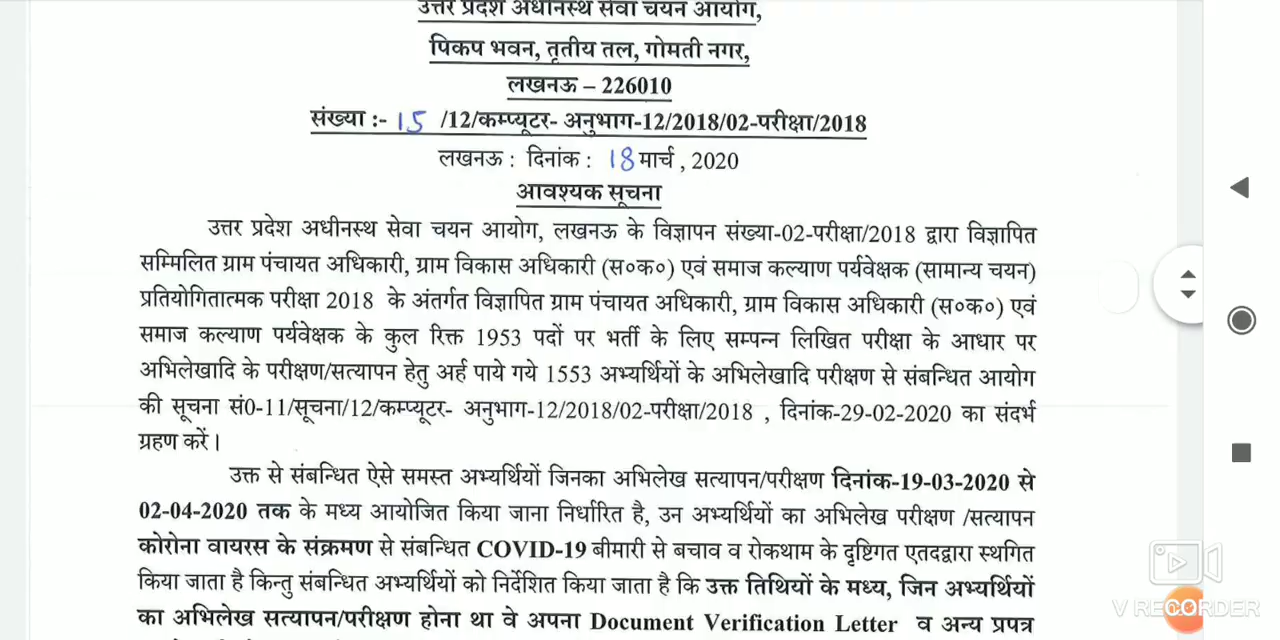 उत्तर प्रदेश अधीनस्थ सेवा चयन आयोग,
पिकप भवन, तृतीय तल, गोमती नगर,
लखनऊ – 226010
संख्या :- 15 /12/कम्प्यूटर- अनुभाग-12/2018/02-परीक्षा/2018
लखनऊ : दिनांक : 18 मार्च , 2020
आवश्यक सूचना
उत्तर प्रदेश अधीनस्थ सेवा चयन आयोग, लखनऊ के विज्ञापन संख्या-02-परीक्षा/2018 द्वारा विज्ञापित
सम्मिलित ग्राम पंचायत अधिकारी, ग्राम विकास अधिकारी (स०क०) एवं समाज कल्याण पर्यवेक्षक (सामान्य चयन)
प्रतियोगितात्मक परीक्षा 2018 के अंतर्गत विज्ञापित ग्राम पंचायत अधिकारी, ग्राम विकास अधिकारी (स०क०) एवं
समाज कल्याण पर्यवेक्षक के कुल रिक्त 1953 पदों पर भर्ती के लिए सम्पन्न लिखित परीक्षा के आधार पर
अभिलेखादि के परीक्षण/सत्यापन हेतु अर्ह पाये गये 1553 अभ्यर्थियों के अभिलेखादि परीक्षण से संबन्धित आयोग
की सूचना सं0-11/सूचना/12/कम्प्यूटर- अनुभाग-12/2018/02-परीक्षा/2018 , दिनांक-29-02-2020 का संदर्भ
ग्रहण करें।
उक्त से संबन्धित ऐसे समस्त अभ्यर्थियों जिनका अभिलेख सत्यापन/परीक्षण दिनांक-19-03-2020 से
02-04-2020 तक के मध्य आयोजित किया जाना निर्धारित है, उन अभ्यर्थियों का अभिलेख परीक्षण /सत्यापन
कोरोना वायरस के संक्रमण से संबन्धित COVID-19 बीमारी से बचाव व रोकथाम के दृष्टिगत एतदद्वारा स्थगित
किया जाता है किन्तु संबन्धित अभ्यर्थियों को निर्देशित किया जाता है कि उक्त तिथियों के मध्य, जिन अभ्यर्थियों
का अभिलेख सत्यापन/परीक्षण होना था वे अपना Document Verification Letter व अन्य प्रपत्र
V RECORDER